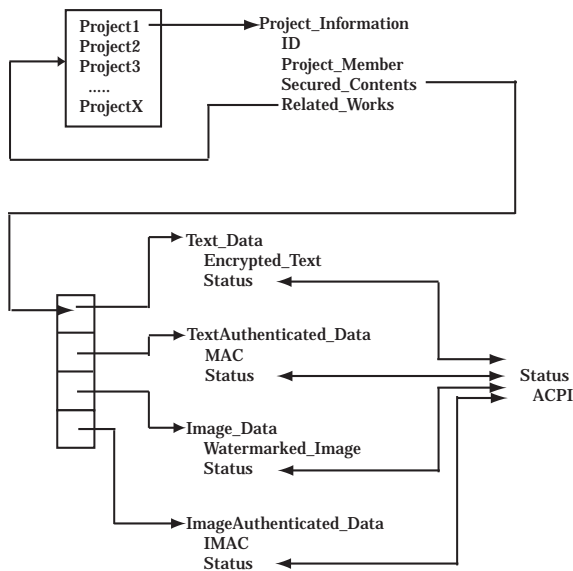 Project1
Project2
Project3
.....
ProjectX
Project_Information
ID
Project_Member
Secured_Contents
Related_Works
Text_Data
Encrypted_Text
Status
TextAuthenticated_Data
MAC
Status
Image_Data
Watermarked_Image
Status
ImageAuthenticated_Data
IMAC
Status
Status
ACPI